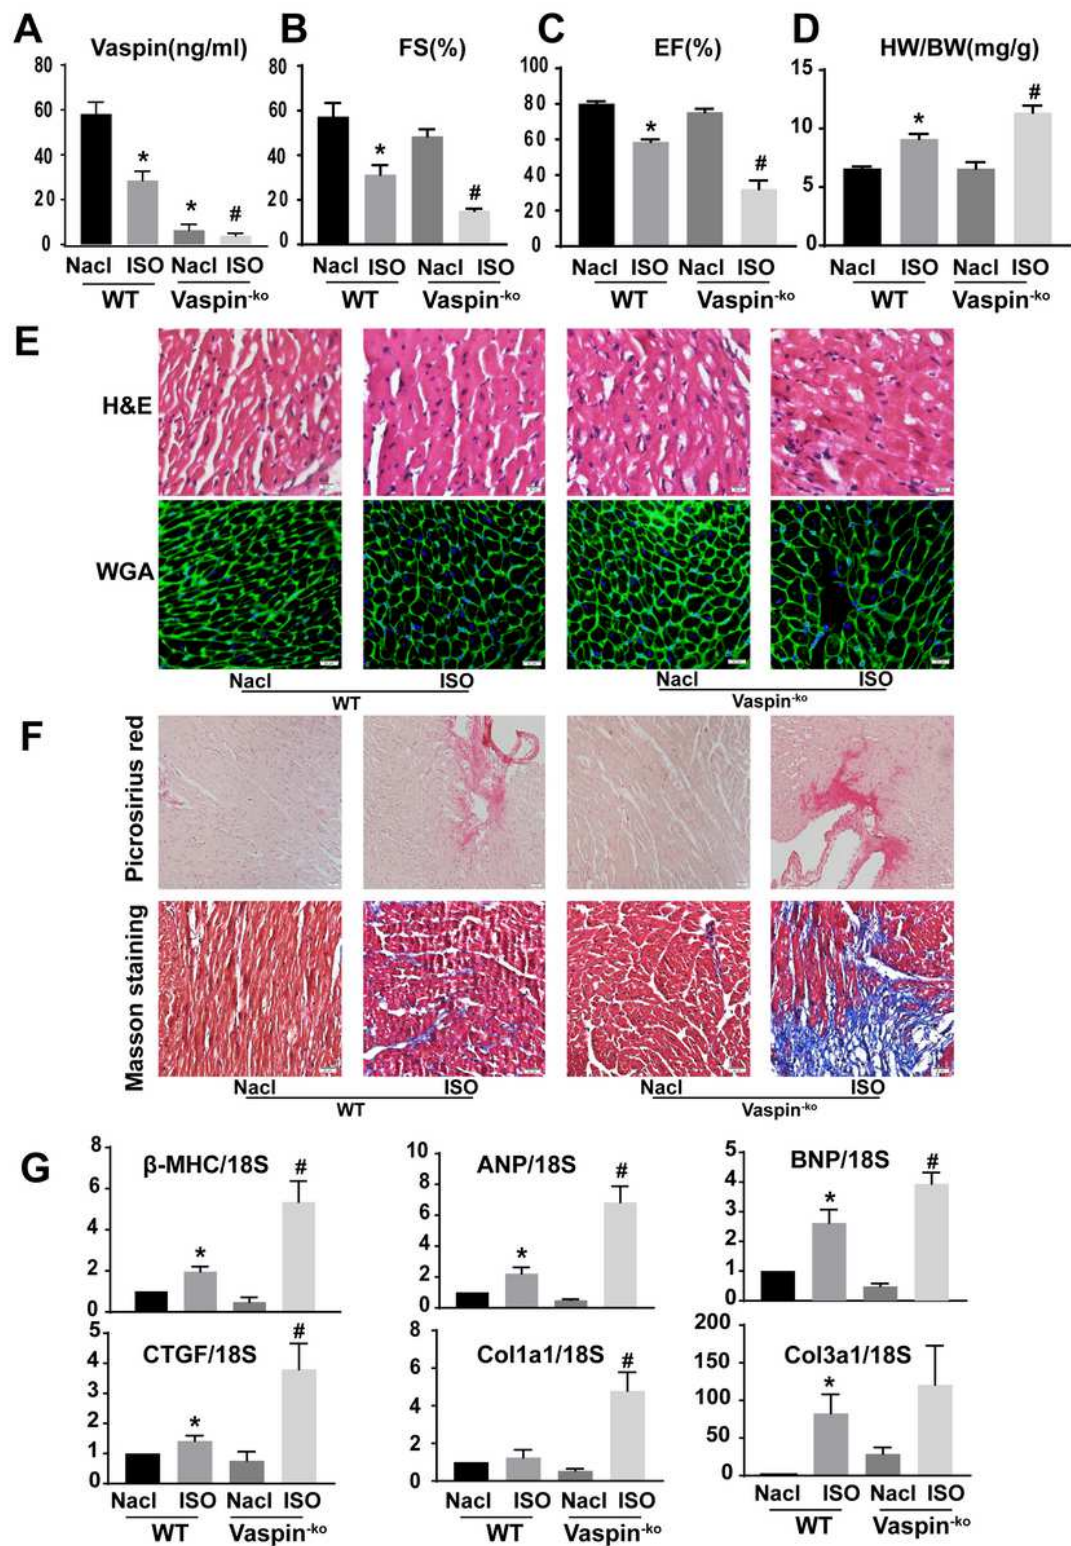 A Vaspin(ng/ml)
80
60
40
20
0
Nacl ISO Nacl ISO
WT Vaspin-ko
*
*
#
B FS(%)
80
60
40
20
0
Nacl ISO Nacl ISO
WT Vaspin-ko
*
#
C EF(%)
100
80
60
40
20
0
Nacl ISO Nacl ISO
WT Vaspin-ko
*
#
D HW/BW(mg/g)
15
10
5
0
Nacl ISO Nacl ISO
WT Vaspin-ko
*
#
E
H&E
WGA
Nacl ISO Nacl ISO
WT Vaspin-ko
F
Picrosirius red
Masson staining
Nacl ISO Nacl ISO
WT Vaspin-ko
G
β-MHC/18S
8
6
4
2
0
*
#
ANP/18S
10
8
6
4
2
0
*
#
BNP/18S
5
4
3
2
1
0
*
#
CTGF/18S
5
4
3
2
1
0
*
#
Nacl ISO Nacl ISO
WT Vaspin-ko
Col1a1/18S
8
6
4
2
0
#
Nacl ISO Nacl ISO
WT Vaspin-ko
Col3a1/18S
200
150
100
50
0
*
Nacl ISO Nacl ISO
WT Vaspin-ko